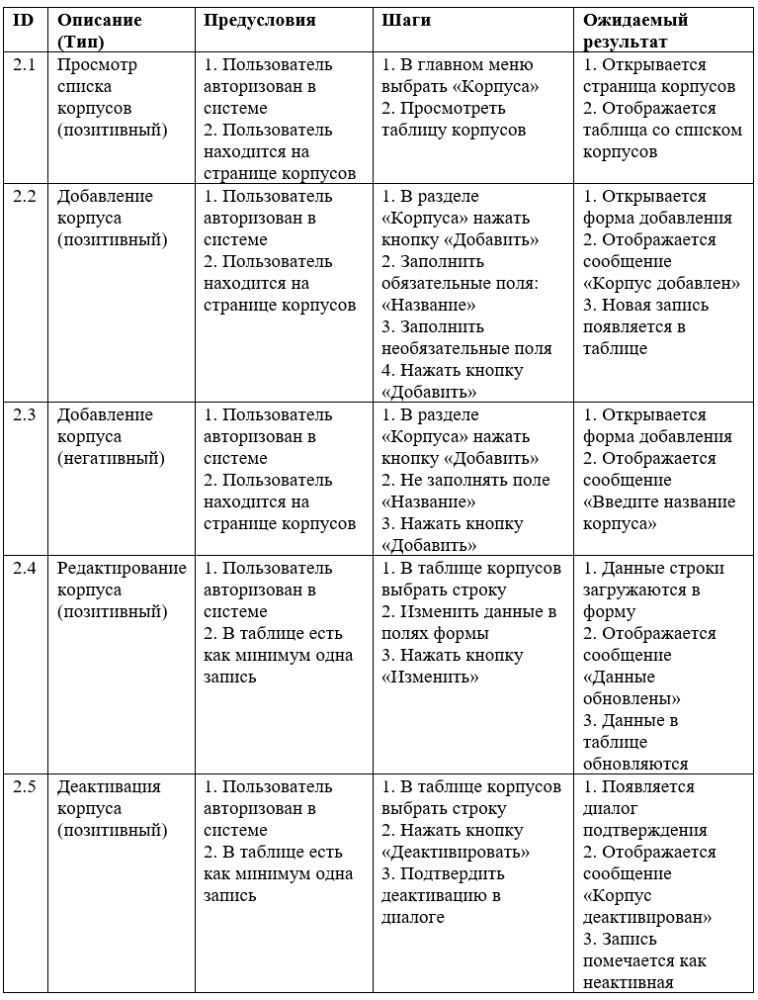 ID
Описание
(Тип)
Предусловия
Шаги
Ожидаемый
результат
2.1
Просмотр
списка
корпусов
(позитивный)
1. Пользователь
авторизован в
системе
2. Пользователь
находится на
странице корпусов
1. В главном меню
выбрать «Корпуса»
2. Просмотреть
таблицу корпусов
1. Открывается
страница корпусов
2. Отображается
таблица со списком
корпусов
2.2
Добавление
корпуса
(позитивный)
1. Пользователь
авторизован в
системе
2. Пользователь
находится на
странице корпусов
1. В разделе
«Корпуса» нажать
кнопку «Добавить»
2. Заполнить
обязательные поля:
«Название»
3. Заполнить
необязательные поля
4. Нажать кнопку
«Добавить»
1. Открывается
форма добавления
2. Отображается
сообщение
«Корпус добавлен»
3. Новая запись
появляется в
таблице
2.3
Добавление
корпуса
(негативный)
1. Пользователь
авторизован в
системе
2. Пользователь
находится на
странице корпусов
1. В разделе
«Корпуса» нажать
кнопку «Добавить»
2. Не заполнять поле
«Название»
3. Нажать кнопку
«Добавить»
1. Открывается
форма добавления
2. Отображается
сообщение
«Введите название
корпуса»
2.4
Редактирование
корпуса
(позитивный)
1. Пользователь
авторизован в
системе
2. В таблице есть
как минимум одна
запись
1. В таблице корпусов
выбрать строку
2. Изменить данные в
полях формы
3. Нажать кнопку
«Изменить»
1. Данные строки
загружаются в
форму
2. Отображается
сообщение
«Данные
обновлены»
3. Данные в
таблице
обновляются
2.5
Деактивация
корпуса
(позитивный)
1. Пользователь
авторизован в
системе
2. В таблице есть
как минимум одна
запись
1. В таблице корпусов
выбрать строку
2. Нажать кнопку
«Деактивировать»
3. Подтвердить
деактивацию в
диалоге
1. Появляется
диалог
подтверждения
2. Отображается
сообщение
«Корпус
деактивирован»
3. Запись
помечается как
неактивная